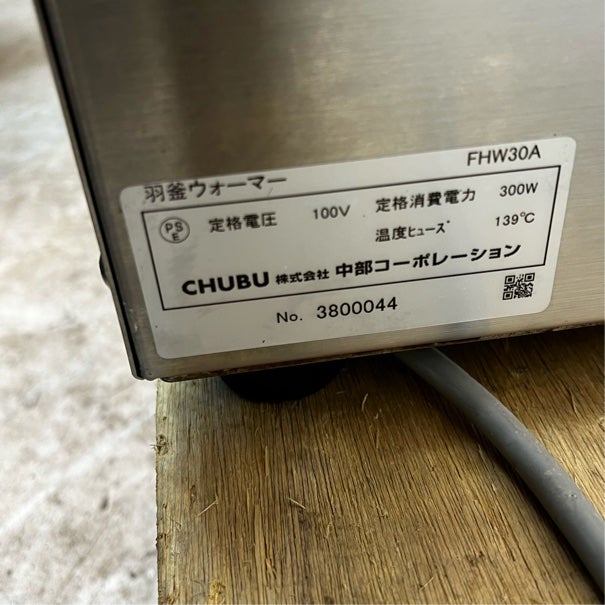 羽釜ウォーマー FHW30A
PS
E
定格電圧 100V 定格消費電力 300W
温度ヒューズ 139℃
CHUBU 株式会社 中部コーポレーション
No. 3800044